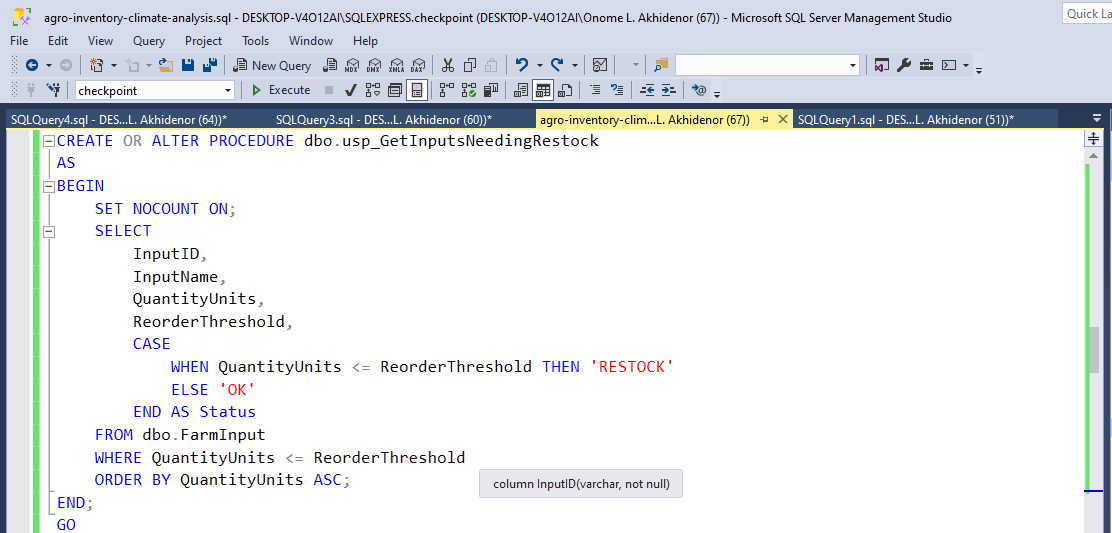 agro-inventory-climate-analysis.sql - DESKTOP-V4O12AI\SQLEXPRESS.checkpoint (DESKTOP-V4O12AI\Onome L. Akhidenor (67)) - Microsoft SQL Server Management Studio
Quick La
File Edit View Query Project Tools Window Help
New Query MDX DMX XMLA DAX
checkpoint Execute
SQLQuery4.sql - DES...L. Akhidenor (64))* SQLQuery3.sql - DES...L. Akhidenor (60))* agro-inventory-clim...L. Akhidenor (67)) SQLQuery1.sql - DES...L. Akhidenor (51))*
CREATE OR ALTER PROCEDURE dbo.usp_GetInputsNeedingRestock
AS
BEGIN
SET NOCOUNT ON;
SELECT
InputID,
InputName,
QuantityUnits,
ReorderThreshold,
CASE
WHEN QuantityUnits <= ReorderThreshold THEN 'RESTOCK'
ELSE 'OK'
END AS Status
FROM dbo.FarmInput
WHERE QuantityUnits <= ReorderThreshold
ORDER BY QuantityUnits ASC;
column InputID(varchar, not null)
END;
GO